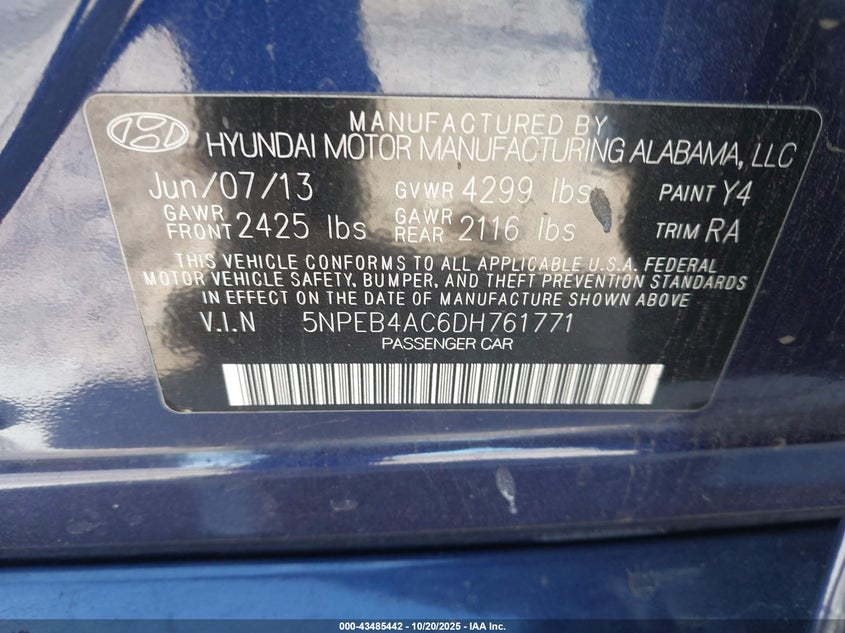 MANUFACTURED BY
HYUNDAI MOTOR MANUFACTURING ALABAMA, LLC
Jun/07/13 GVWR 4299 lbs PAINT Y4
GAWR FRONT 2425 lbs GAWR REAR 2116 lbs TRIM RA
THIS VEHICLE CONFORMS TO ALL APPLICABLE U.S.A. FEDERAL
MOTOR VEHICLE SAFETY, BUMPER, AND THEFT PREVENTION STANDARDS
IN EFFECT ON THE DATE OF MANUFACTURE SHOWN ABOVE
V.I.N 5NPEB4AC6DH761771
PASSENGER CAR
000-43485442 - 10/20/2025 - IAA Inc.